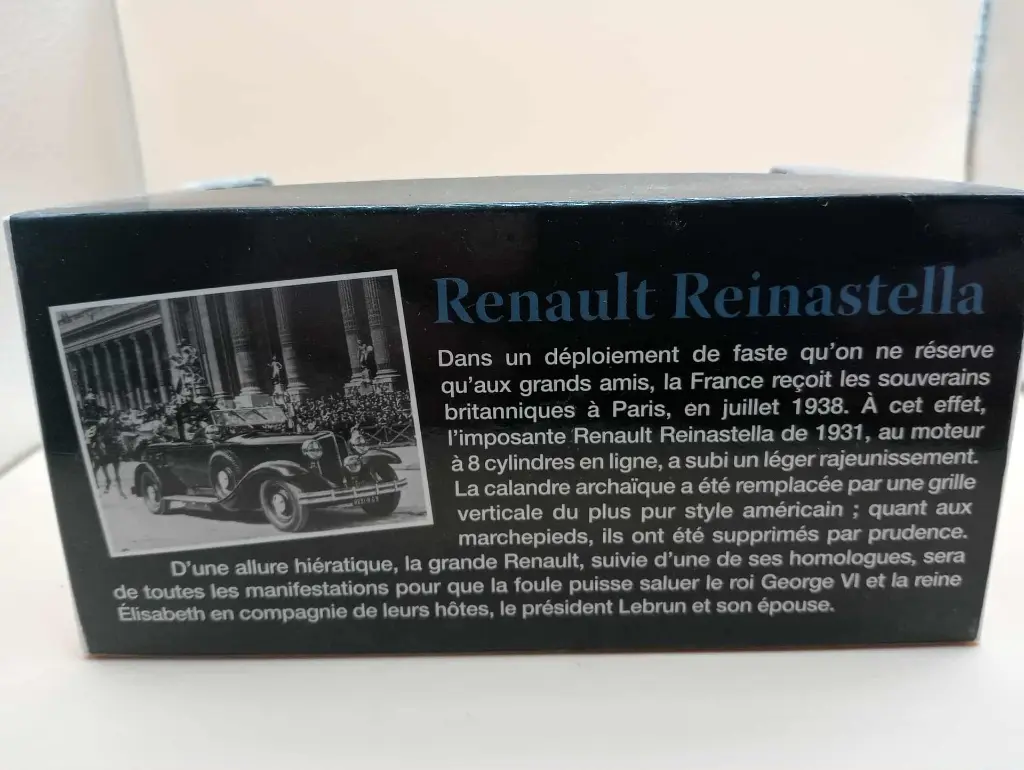 Renault Reinastella
Dans un déploiement de faste qu'on ne réserve
qu'aux grands amis, la France reçoit les souverains
britanniques à Paris, en juillet 1938. À cet effet,
l'imposante Renault Reinastella de 1931, au moteur
à 8 cylindres en ligne, a subi un léger rajeunissement.
La calandre archaïque a été remplacée par une grille
verticale du plus pur style américain ; quant aux
marchepieds, ils ont été supprimés par prudence.
D'une allure hiératique, la grande Renault, suivie d'une de ses homologues, sera
de toutes les manifestations pour que la foule puisse saluer le roi George VI et la reine
Élisabeth en compagnie de leurs hôtes, le président Lebrun et son épouse.